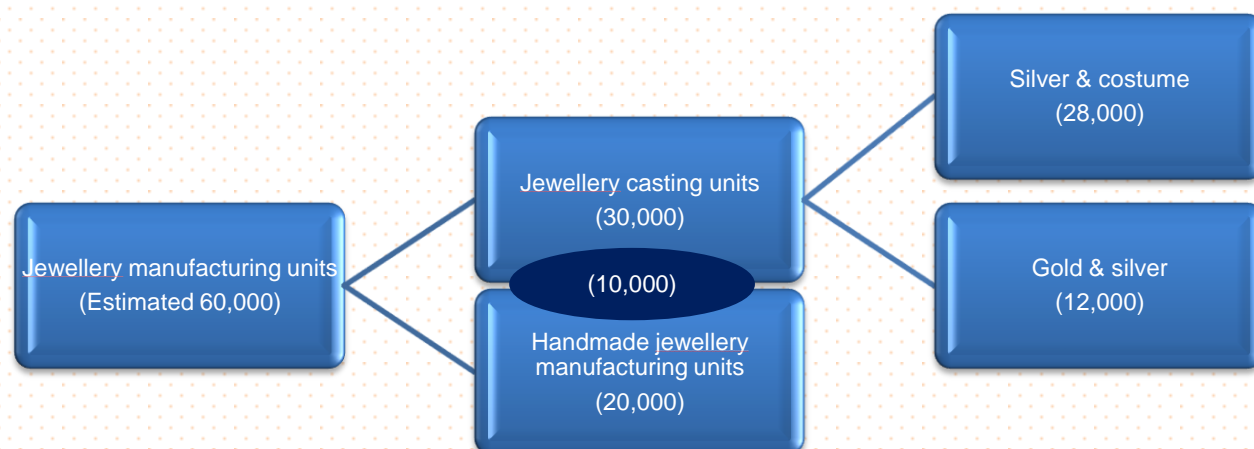 Jewellery manufacturing units
(Estimated 60,000)
Jewellery casting units
(30,000)
(10,000)
Handmade jewellery
manufacturing units
(20,000)
Silver & costume
(28,000)
Gold & silver
(12,000)